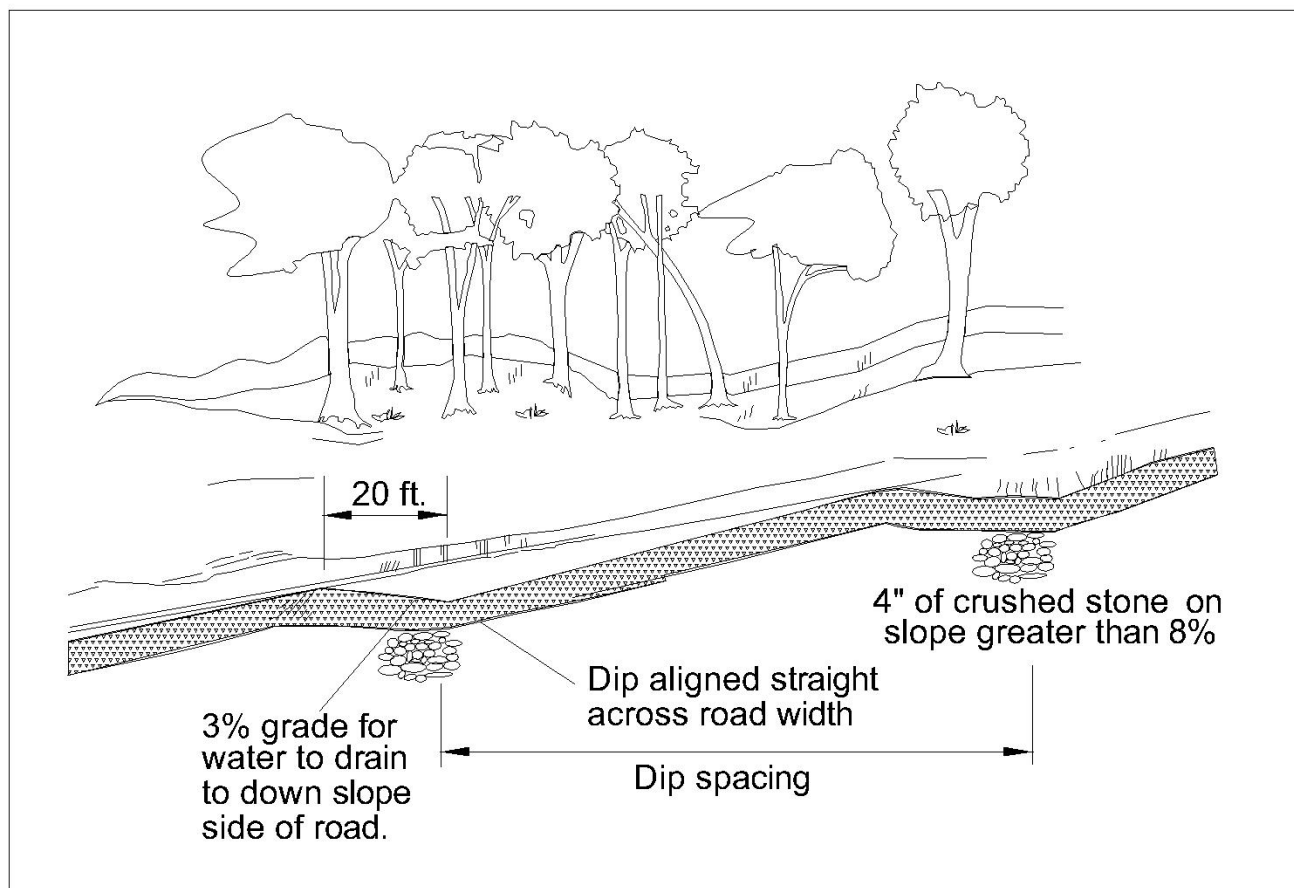 20 ft.
4" of crushed stone on
slope greater than 8%
Dip aligned straight
across road width
3% grade for
water to drain
to down slope
side of road.
Dip spacing